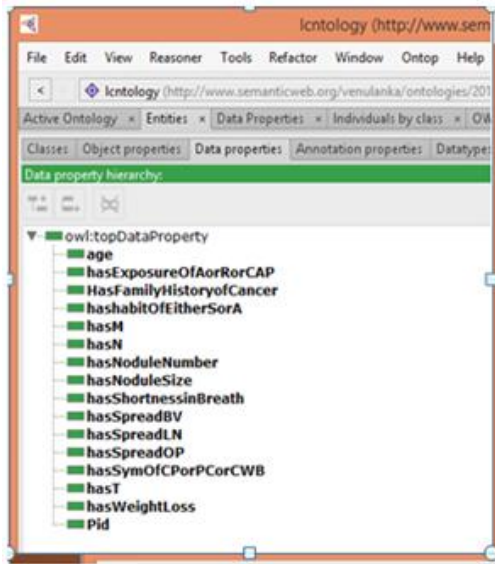 lcntology (http://www.sem
File Edit View Reasoner Tools Refactor Window Ontop Help
< lcntology (http://www.semanticweb.org/venulanka/ontologies/201
Active Ontology × Entities × Data Properties × Individuals by class × OW
Classes Object properties Data properties Annotation properties Datatypes
Data property hierarchy:
owl:topDataProperty
age
hasExposureOfAorRorCAP
HasFamilyHistoryofCancer
hashabitOfEitherSorA
hasM
hasN
hasNoduleNumber
hasNoduleSize
hasShortnessinBreath
hasSpreadBV
hasSpreadLN
hasSpreadOP
hasSymOfCPorPCorCWB
hasT
hasWeightLoss
Pid